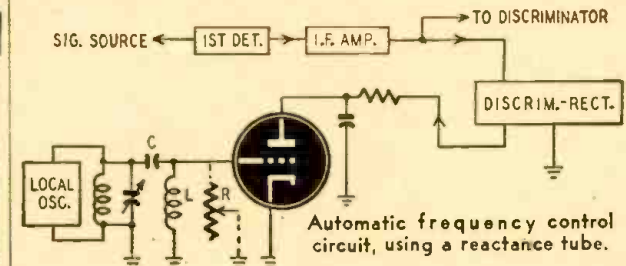 TO DISCRIMINATOR
SIG. SOURCE
1ST DET.
I.F. AMP.
DISCRIM.-RECT.
C
L
R
LOCAL
OSC.
Automatic frequency control
circuit, using a reactance tube.